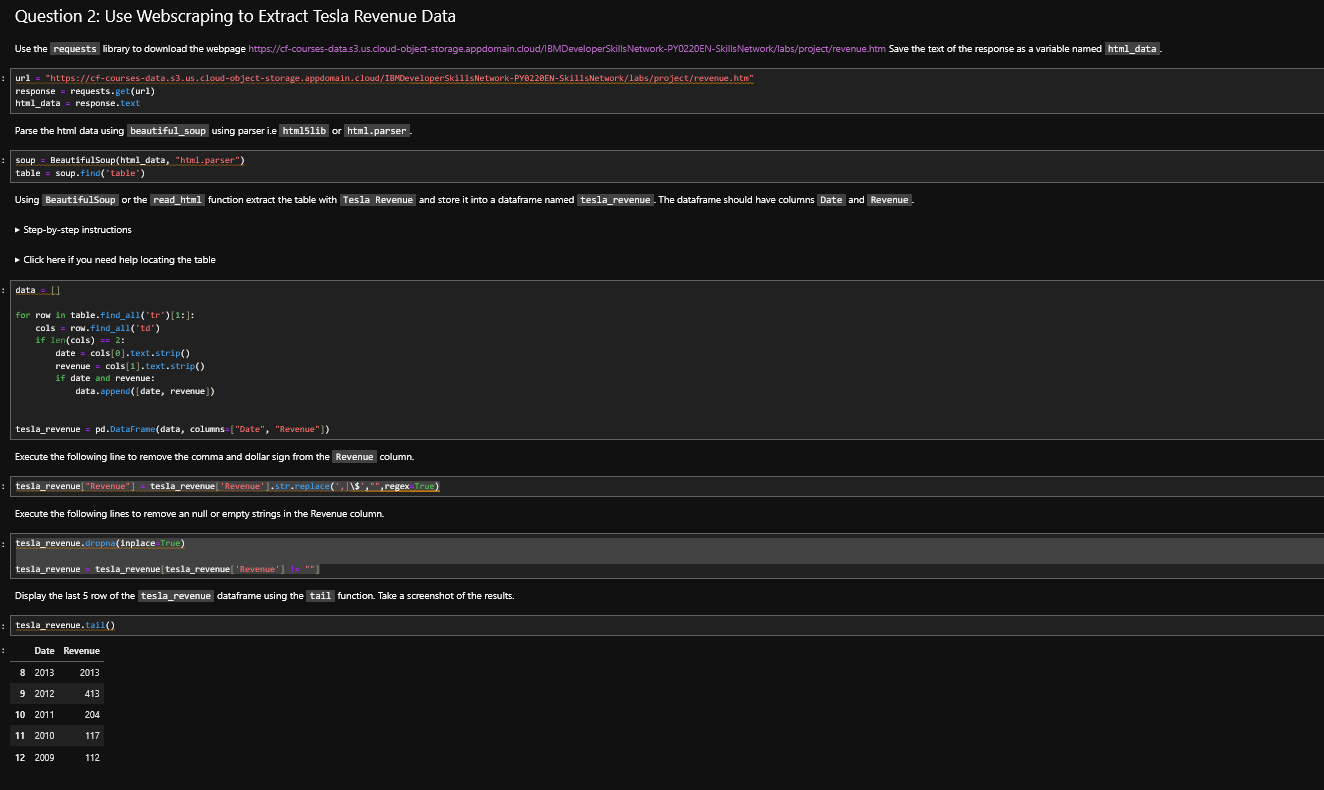 Question 2: Use Webscraping to Extract Tesla Revenue Data
Use the requests library to download the webpage https://cf-courses-data.s3.us.cloud-object-storage.appdomain.cloud/IBMDeveloperSkillsNetwork-PY0220EN-SkillsNetwork/labs/project/revenue.htm Save the text of the response as a variable named html_data.
: url = "https://cf-courses-data.s3.us.cloud-object-storage.appdomain.cloud/IBMDeveloperSkillsNetwork-PY0220EN-SkillsNetwork/labs/project/revenue.htm"
response = requests.get(url)
html_data = response.text
Parse the html data using beautiful_soup using parser i.e html5lib or html.parser.
: soup = BeautifulSoup(html_data, "html.parser")
table = soup.find('table')
Using BeautifulSoup or the read_html function extract the table with Tesla Revenue and store it into a dataframe named tesla_revenue. The dataframe should have columns Date and Revenue.
▸ Step-by-step instructions
▸ Click here if you need help locating the table
: data = []
for row in table.find_all('tr')[1:]:
cols = row.find_all('td')
if len(cols) == 2:
date = cols[0].text.strip()
revenue = cols[1].text.strip()
if date and revenue:
data.append([date, revenue])
tesla_revenue = pd.DataFrame(data, columns=["Date", "Revenue"])
Execute the following line to remove the comma and dollar sign from the Revenue column.
: tesla_revenue["Revenue"] = tesla_revenue['Revenue'].str.replace(',|\$',"",regex=True)
Execute the following lines to remove an null or empty strings in the Revenue column.
: tesla_revenue.dropna(inplace=True)
tesla_revenue = tesla_revenue[tesla_revenue['Revenue'] != ""]
Display the last 5 row of the tesla_revenue dataframe using the tail function. Take a screenshot of the results.
: tesla_revenue.tail()
: Date Revenue
8 2013 2013
9 2012 413
10 2011 204
11 2010 117
12 2009 112